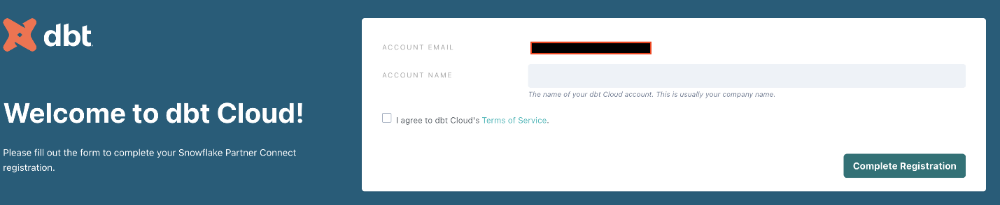 dbt
Welcome to dbt Cloud!
Please fill out the form to complete your Snowflake Partner Connect
registration.
ACCOUNT EMAIL
ACCOUNT NAME
The name of your dbt Cloud account. This is usually your company name.
I agree to dbt Cloud's Terms of Service.
Complete Registration